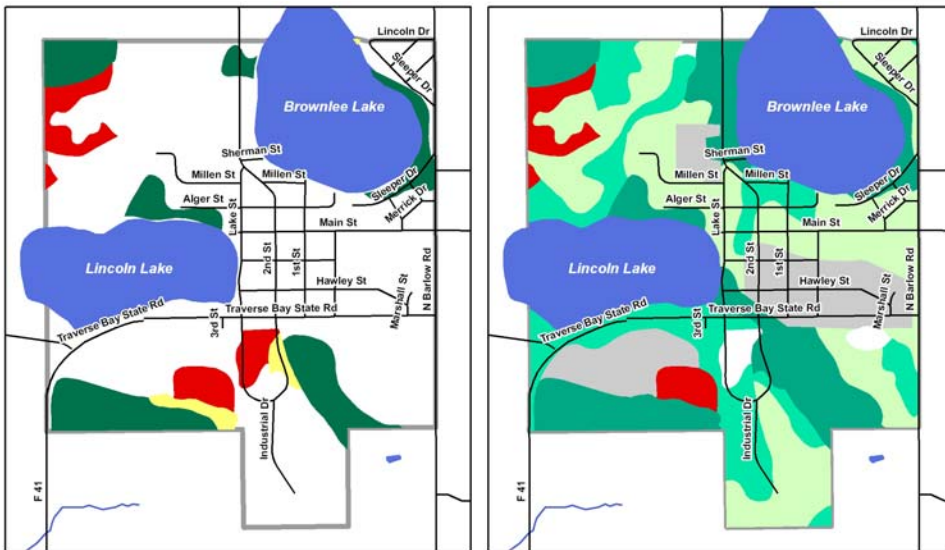 Lincoln Dr
Sleeper Dr
Brownlee Lake
Sherman St
Millen St
Millen St
Sleeper Dr
Merrick Dr
Alger St
Lake St
Main St
2nd St
1st St
Lincoln Lake
Hawley St
Marshall St
N Barlow Rd
Traverse Bay State Rd
Traverse Bay State Rd
3rd St
Industrial Dr
F 41
Lincoln Dr
Sleeper Dr
Brownlee Lake
Sherman St
Millen St
Millen St
Sleeper Dr
Merrick Dr
Alger St
Lake St
Main St
2nd St
1st St
Lincoln Lake
Hawley St
Marshall St
N Barlow Rd
Traverse Bay State Rd
Traverse Bay State Rd
3rd St
Industrial Dr
F 41